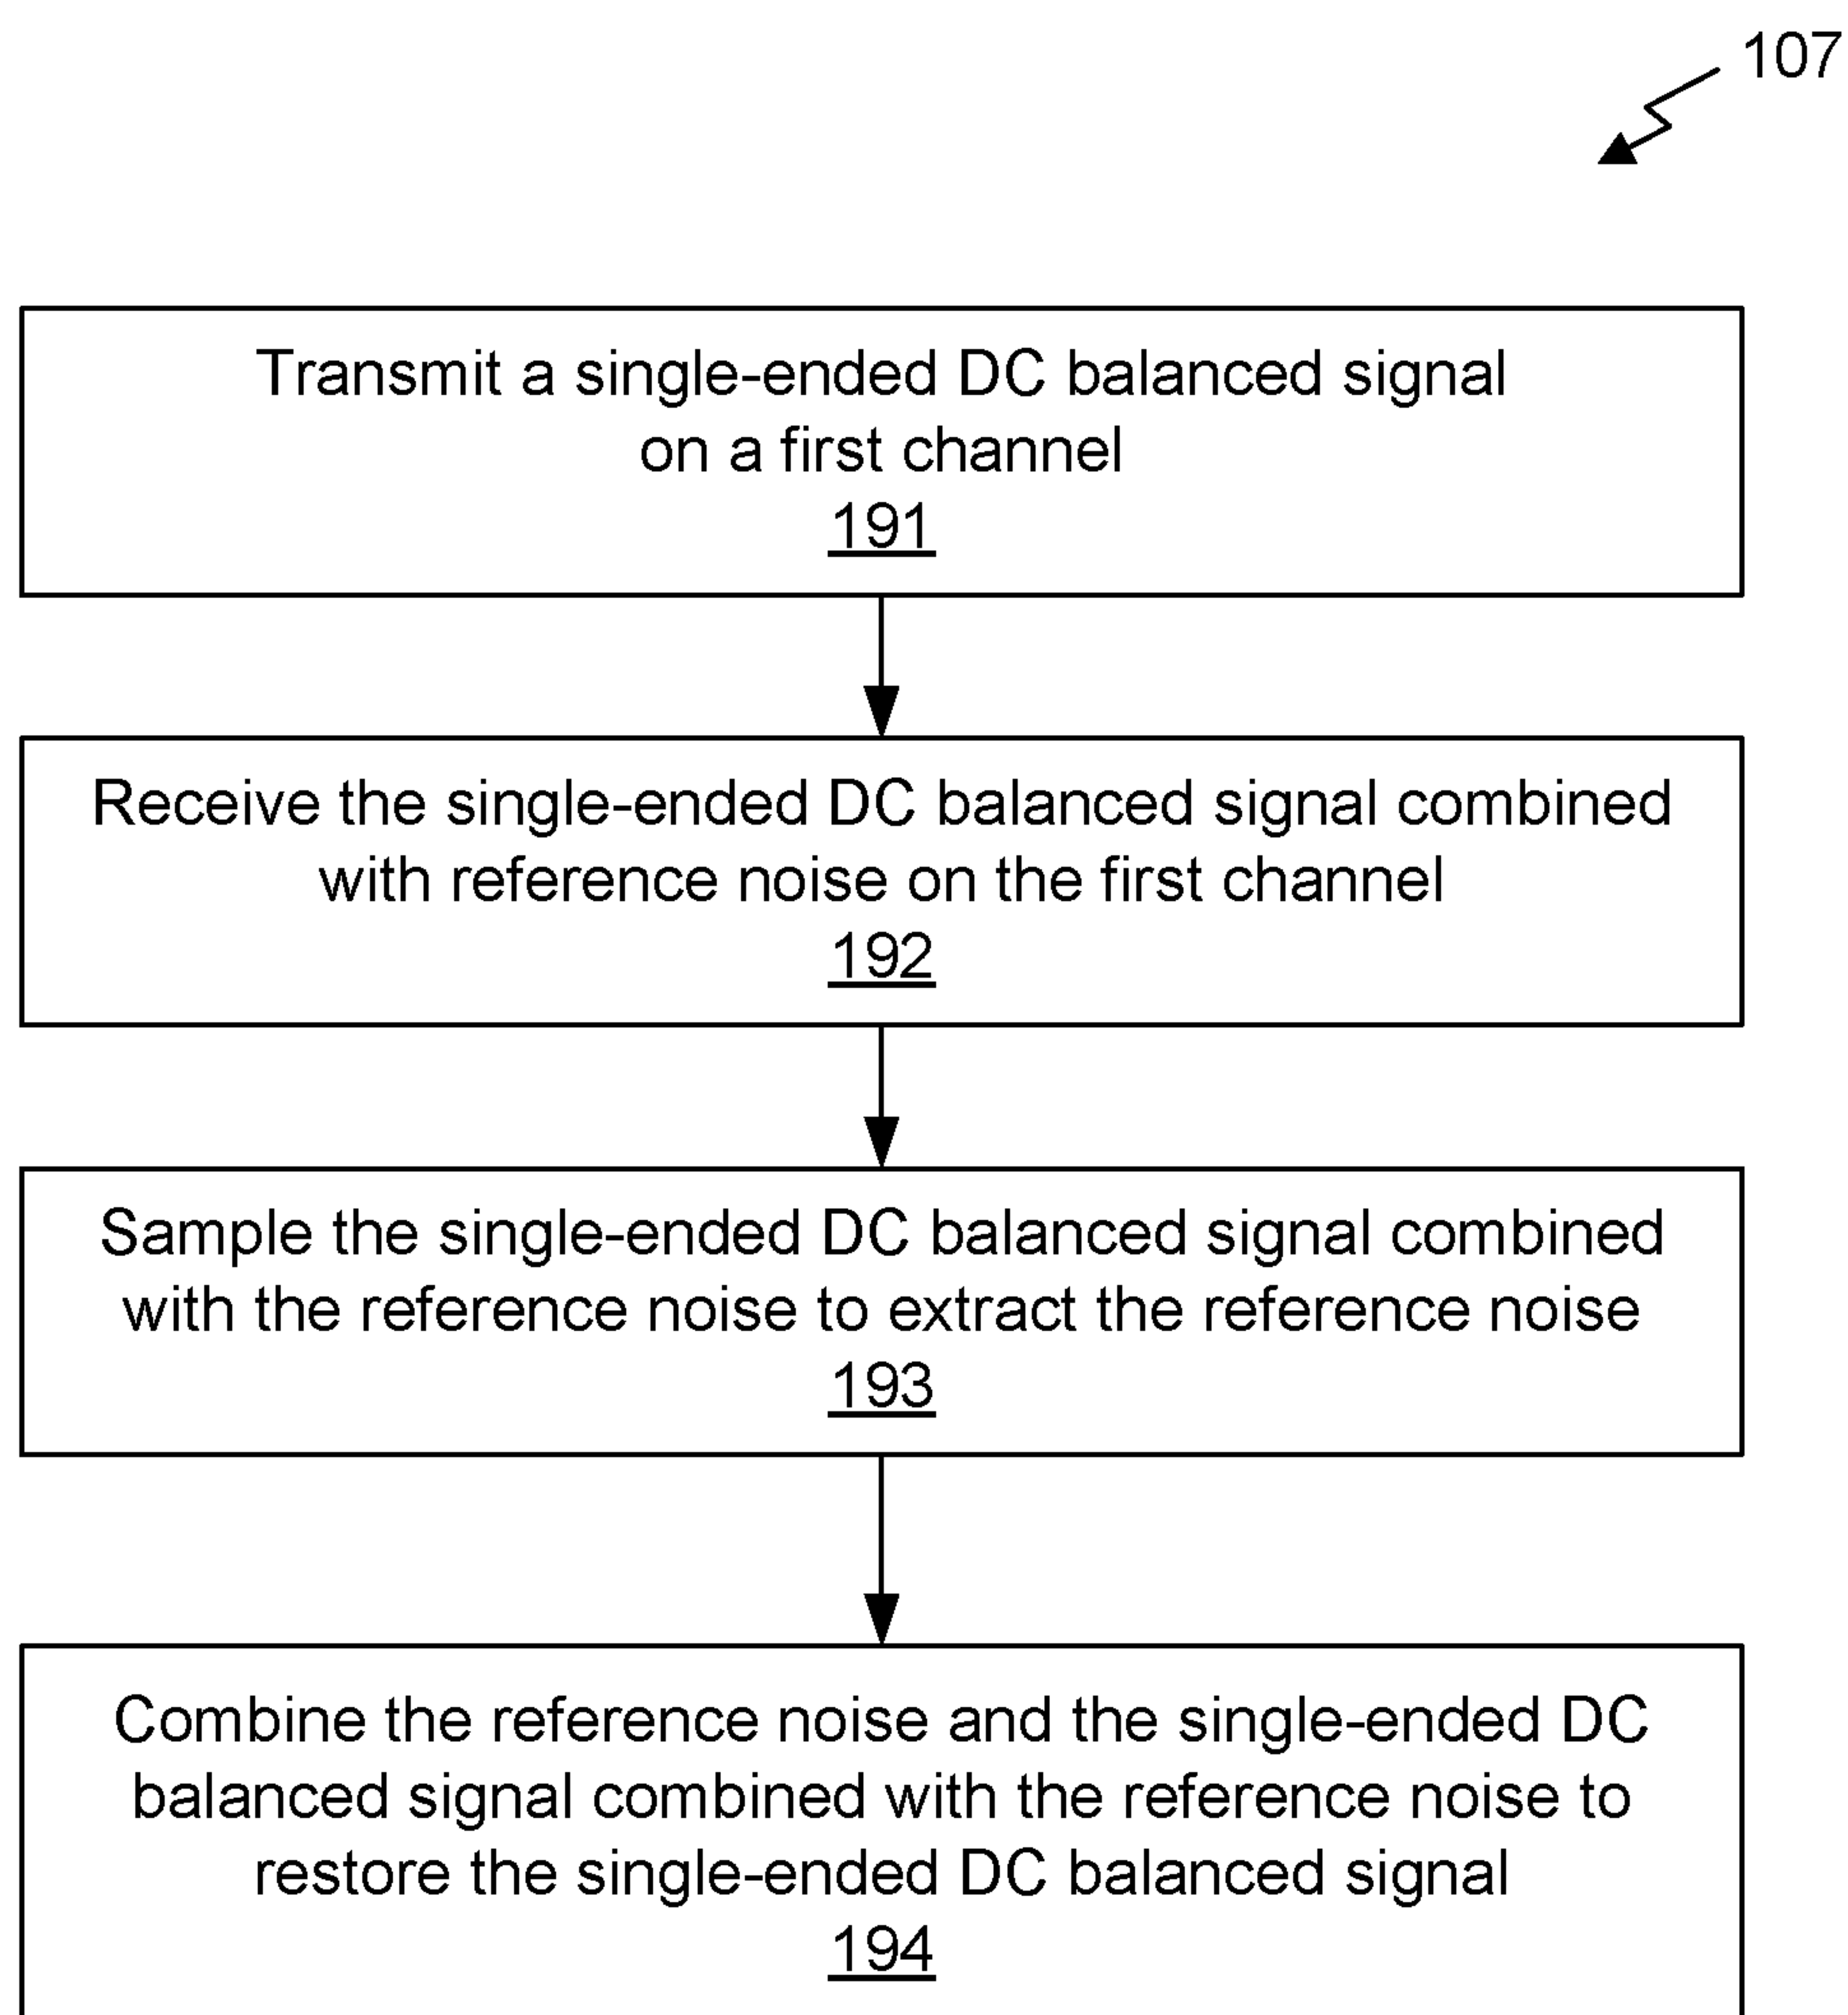 107
Transmit a single-ended DC balanced signal
on a first channel
191
Receive the single-ended DC balanced signal combined
with reference noise on the first channel
192
Sample the single-ended DC balanced signal combined
with the reference noise to extract the reference noise
193
Combine the reference noise and the single-ended DC
balanced signal combined with the reference noise to
restore the single-ended DC balanced signal
194